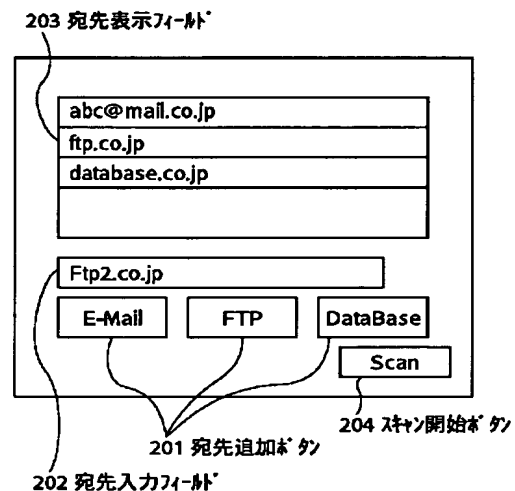 203 宛先表示ﾌｨｰﾙﾄﾞ
abc@mail.co.jp
ftp.co.jp
database.co.jp
Ftp2.co.jp
E-Mail FTP DataBase
Scan
204 ｽｷｬﾝ開始ﾎﾞﾀﾝ
201 宛先追加ﾎﾞﾀﾝ
202 宛先入力ﾌｨｰﾙﾄﾞ